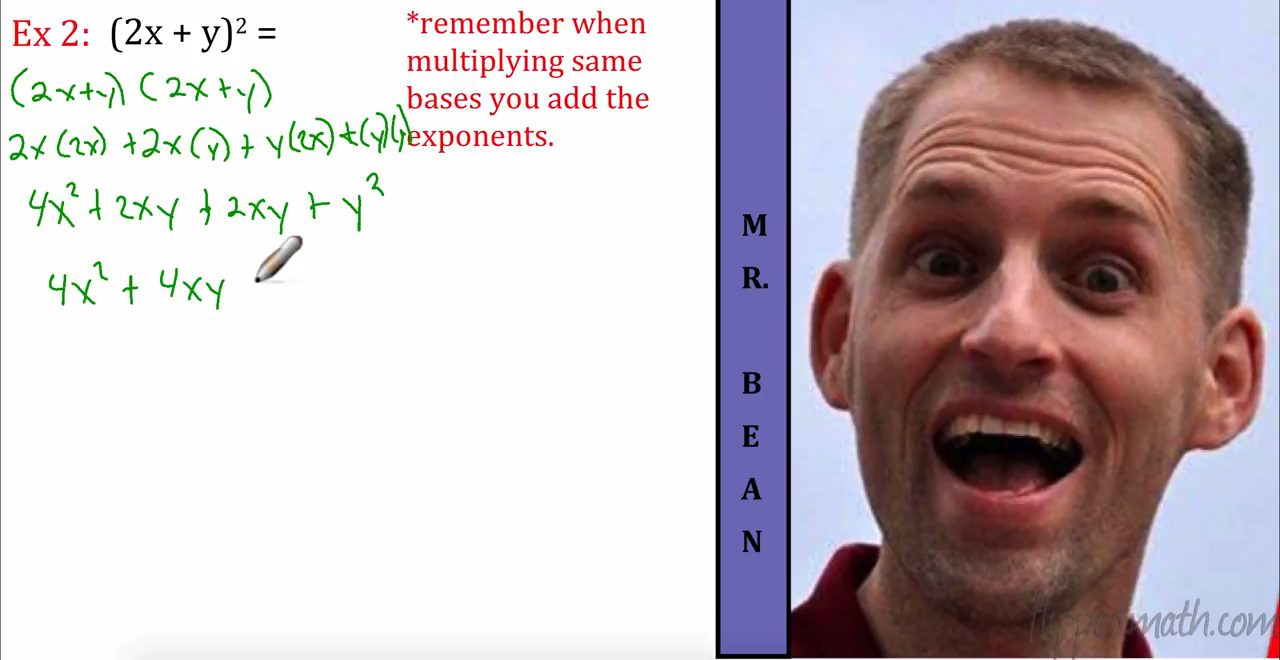 Ex 2: (2x + y)² =
(2x+y)(2x+y)
2x(2x) +2x(y) + y(2x) +(y)(y)
4x² + 2xy + 2xy + y²
4x² + 4xy
*remember when
multiplying same
bases you add the
exponents.
M
R.
B
E
A
N
flippedmath.com